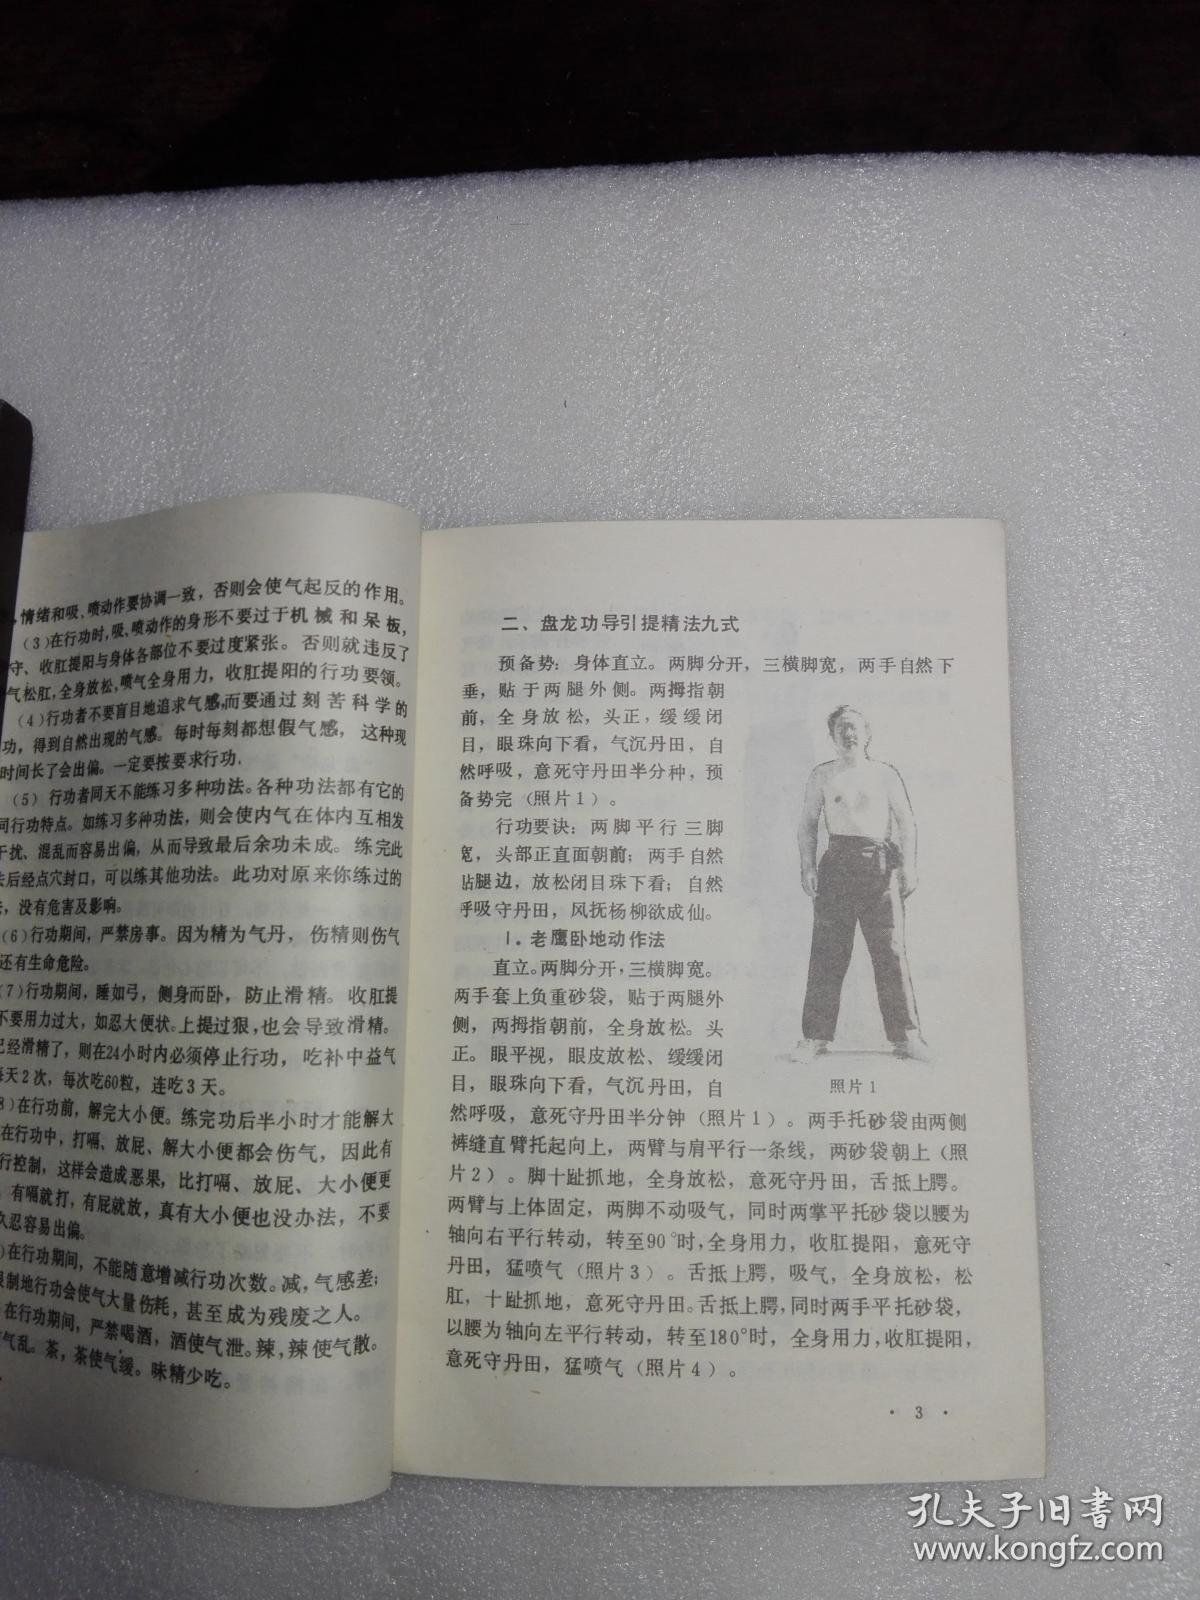 ，情绪和吸、喷动作要协调一致，否则会使气起反的作用。
（3）在行功时，吸、喷动作的身形不要过于机械和呆板，
守、收肛提阳与身体各部位不要过度紧张。否则就违反了
气松肛，全身放松，喷气全身用力，收肛提阳的行功要领。
（4）行功者不要盲目地追求气感，而要通过刻苦科学的
功，得到自然出现的气感。每时每刻都想假气感，这种现
时间长了会出偏。一定要按要求行功.
（5）行功者同天不能练习多种功法。各种功法都有它的
同行功特点。如练习多种功法，则会使内气在体内互相发
干扰、混乱而容易出偏，从而导致最后余功未成。练完此
法后经点穴封口，可以练其他功法。此功对原来你练过的
，没有危害及影响。
（6）行功期间，严禁房事。因为精为气丹，伤精则伤气
还有生命危险。
（7）行功期间，睡如弓，侧身而卧，防止滑精。收肛提
不要用力过大，如忍大便状。上提过狠，也会导致滑精。
已经滑精了，则在24小时内必须停止行功，吃补中益气
每天2次，每次吃60粒，连吃3天。
8）在行功前，解完大小便。练完功后半小时才能解大
在行功中，打嗝、放屁、解大小便都会伤气，因此有
行控制，这样会造成恶果，比打嗝、放屁、大小便更
有嗝就打，有屁就放，真有大小便也没办法，不要
久忍容易出偏。
）在行功期间，不能随意增减行功次数。减，气感差；
限制地行功会使气大量伤耗，甚至成为残废之人。
在行功期间，严禁喝酒，酒使气泄。辣，辣使气散。
气乱。茶，茶使气缓。味精少吃。
二、盘龙功导引提精法九式
预备势：身体直立。两脚分开，三横脚宽，两手自然下
垂，贴于两腿外侧。两拇指朝
前，全身放松，头正，缓缓闭
目，眼珠向下看，气沉丹田，自
然呼吸，意死守丹田半分种，预
备势完（照片1）。
行功要诀：两脚平行三脚
宽，头部正直面朝前；两手自然
贴腿边，放松闭目珠下看；自然
呼吸守丹田，风抚杨柳欲成仙。
1．老鹰卧地动作法
直立。两脚分开，三横脚宽。
两手套上负重砂袋，贴于两腿外
侧，两拇指朝前，全身放松。头
正。眼平视，眼皮放松、缓缓闭
目，眼珠向下看，气沉丹田，自
照片1
然呼吸，意死守丹田半分钟（照片1）。两手托砂袋由两侧
裤缝直臂托起向上，两臂与肩平行一条线，两砂袋朝上（照
片2）。脚十趾抓地，全身放松，意死守丹田，舌抵上腭。
两臂与上体固定，两脚不动吸气，同时两掌平托砂袋以腰为
轴向右平行转动，转至90°时，全身用力，收肛提阳，意死守
丹田，猛喷气（照片3）。舌抵上腭，吸气，全身放松，松
肛，十趾抓地，意死守丹田。舌抵上腭，同时两手平托砂袋，
以腰为轴向左平行转动，转至180°时，全身用力，收肛提阳，
意死守丹田，猛喷气（照片4）。
· 3 ·
孔夫子旧书网
www.kongfz.com